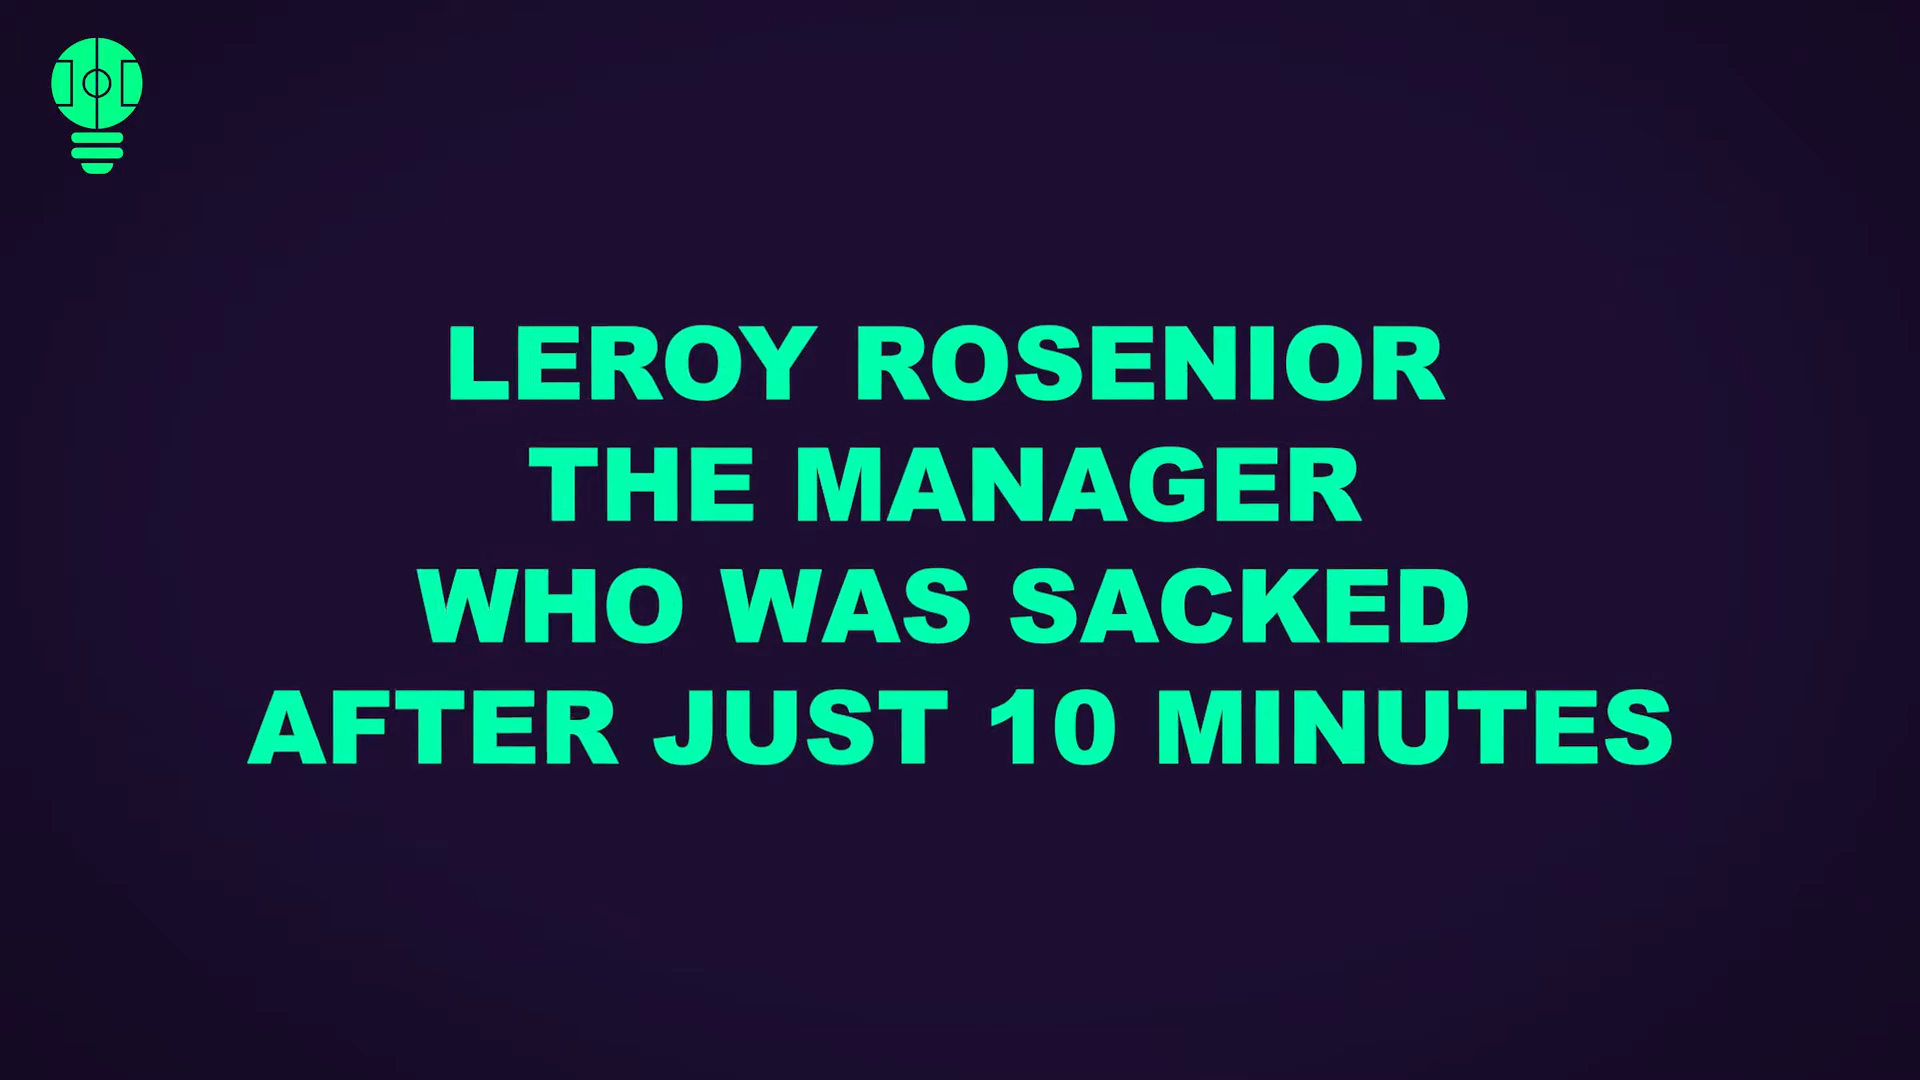 LEROY ROSENIOR
THE MANAGER
WHO WAS SACKED
AFTER JUST 10 MINUTES